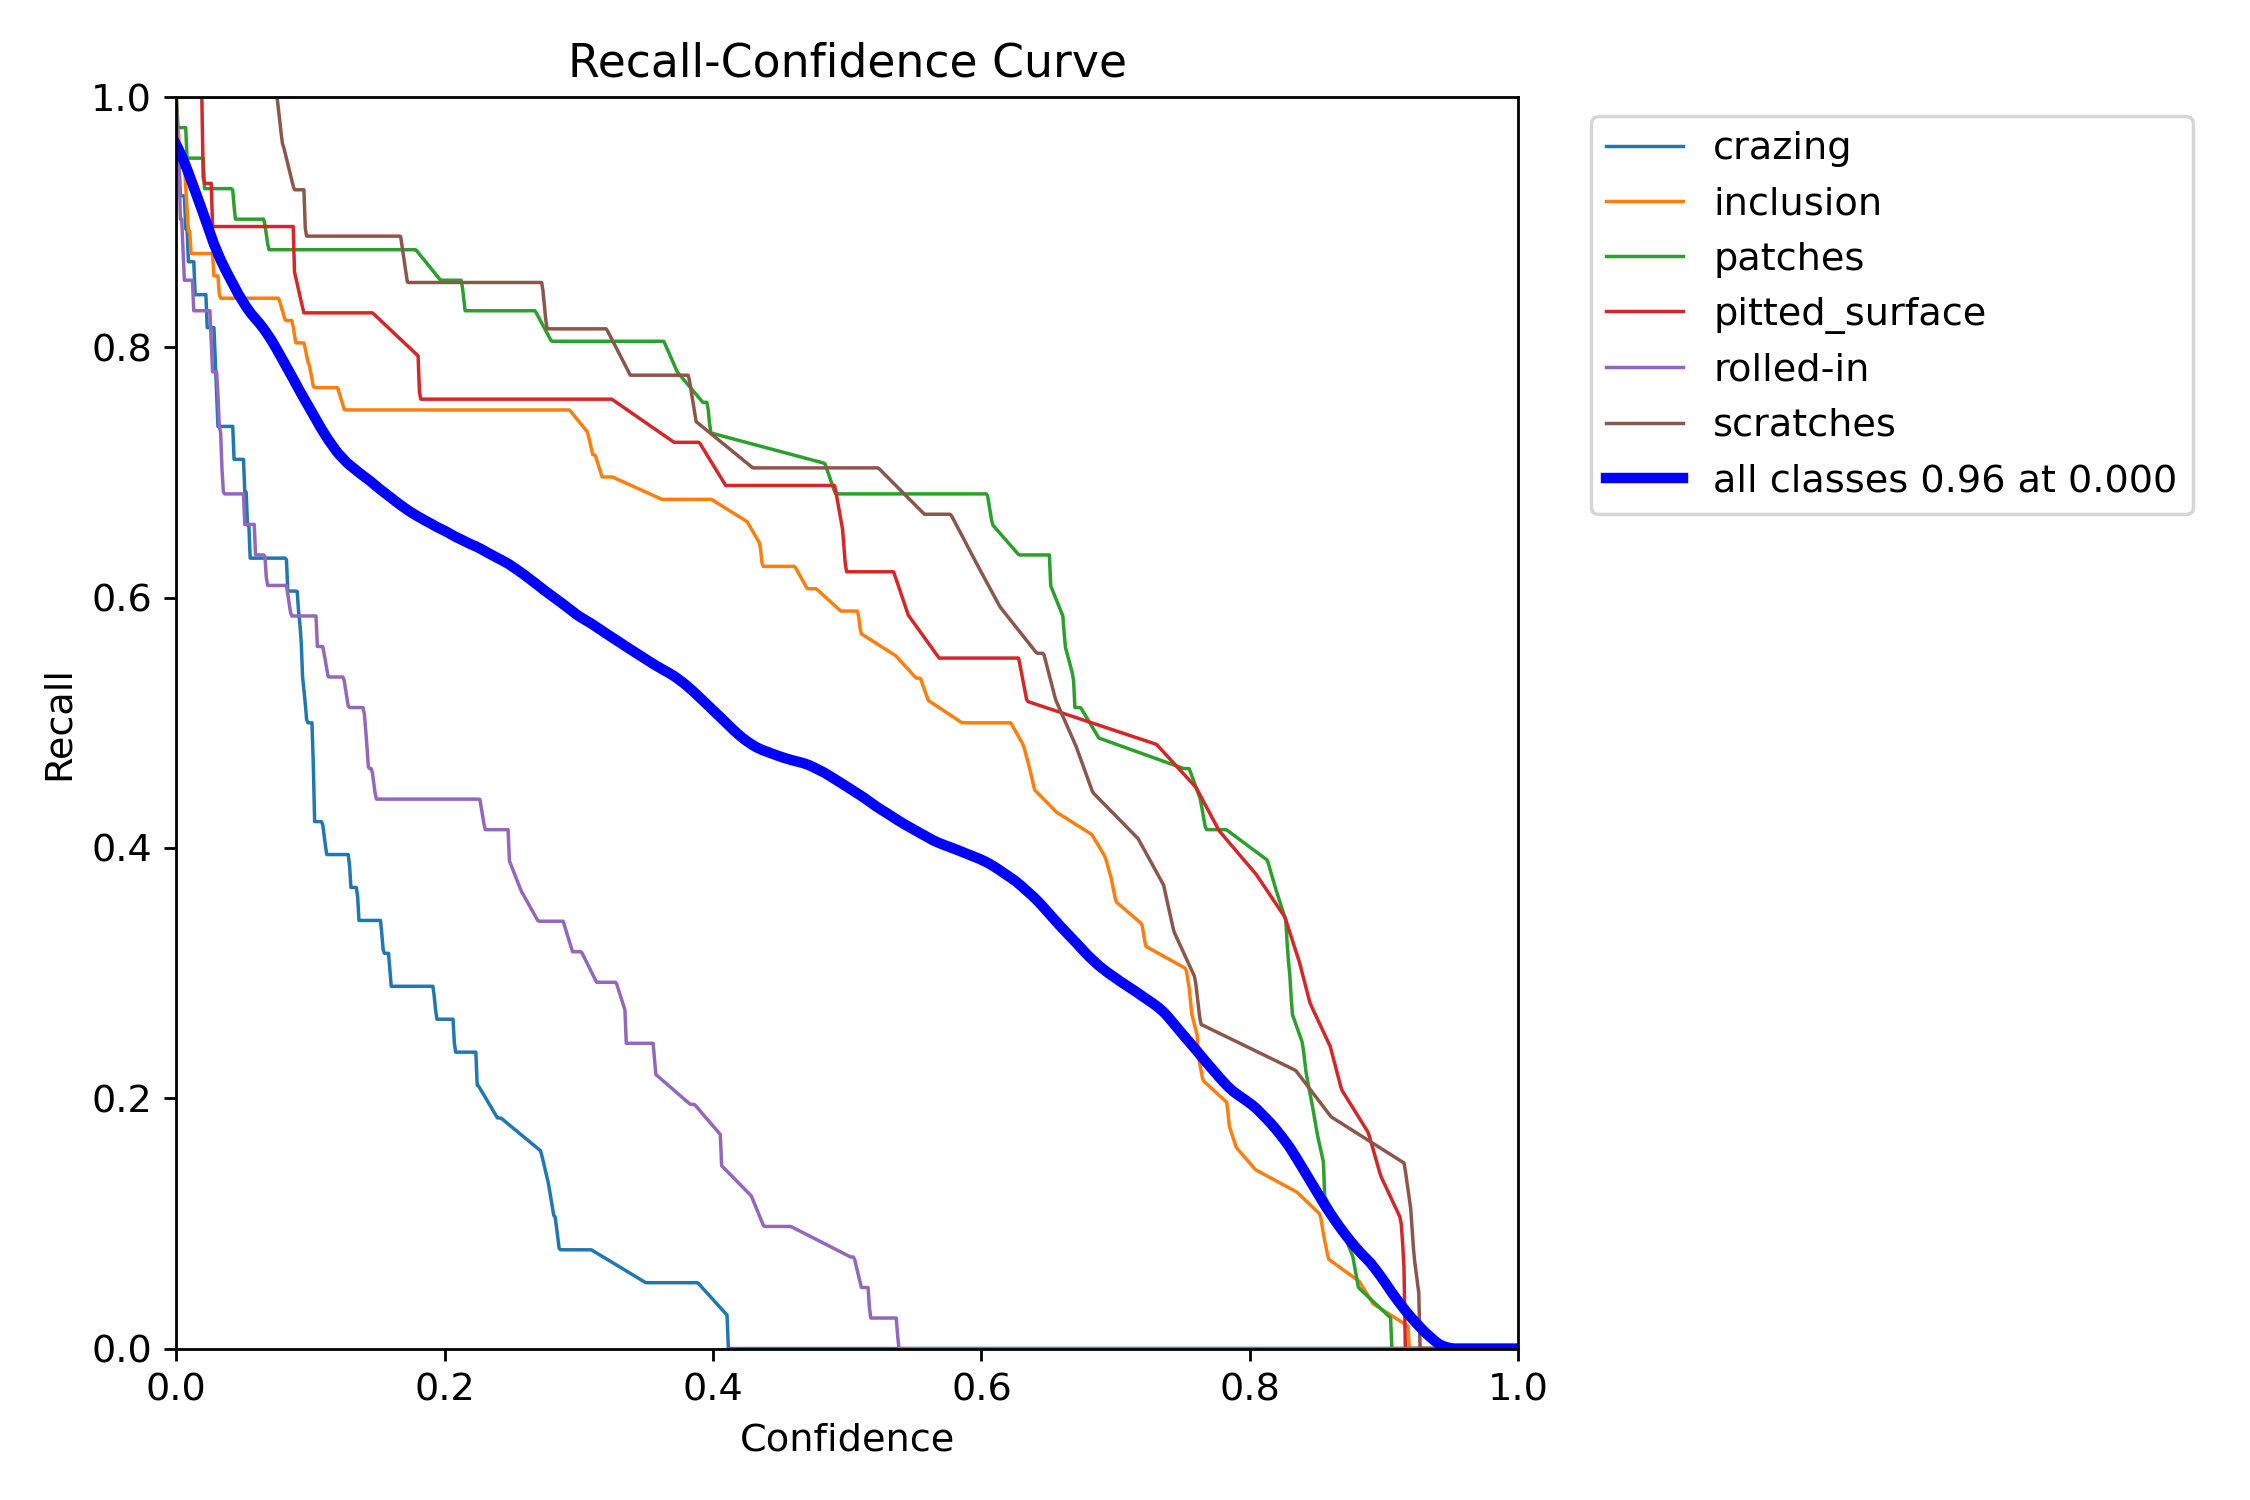 Recall-Confidence Curve
1.0
0.8
0.6
0.4
0.2
0.0
Recall
0.0 0.2 0.4 0.6 0.8 1.0
Confidence
crazing
inclusion
patches
pitted_surface
rolled-in
scratches
all classes 0.96 at 0.000